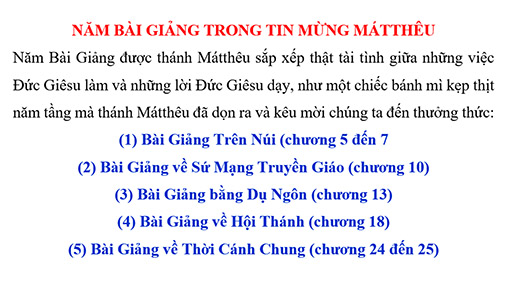 NĂM BÀI GIẢNG TRONG TIN MỪNG MÁTTHÊU
Năm Bài Giảng được thánh Mátthêu sắp xếp thật tài tình giữa những việc
Đức Giêsu làm và những lời Đức Giêsu dạy, như một chiếc bánh mì kẹp thịt
năm tầng mà thánh Mátthêu đã dọn ra và kêu mời chúng ta đến thưởng thức:
(1) Bài Giảng Trên Núi (chương 5 đến 7
(2) Bài Giảng về Sứ Mạng Truyền Giáo (chương 10)
(3) Bài Giảng bằng Dụ Ngôn (chương 13)
(4) Bài Giảng về Hội Thánh (chương 18)
(5) Bài Giảng về Thời Cánh Chung (chương 24 đến 25)